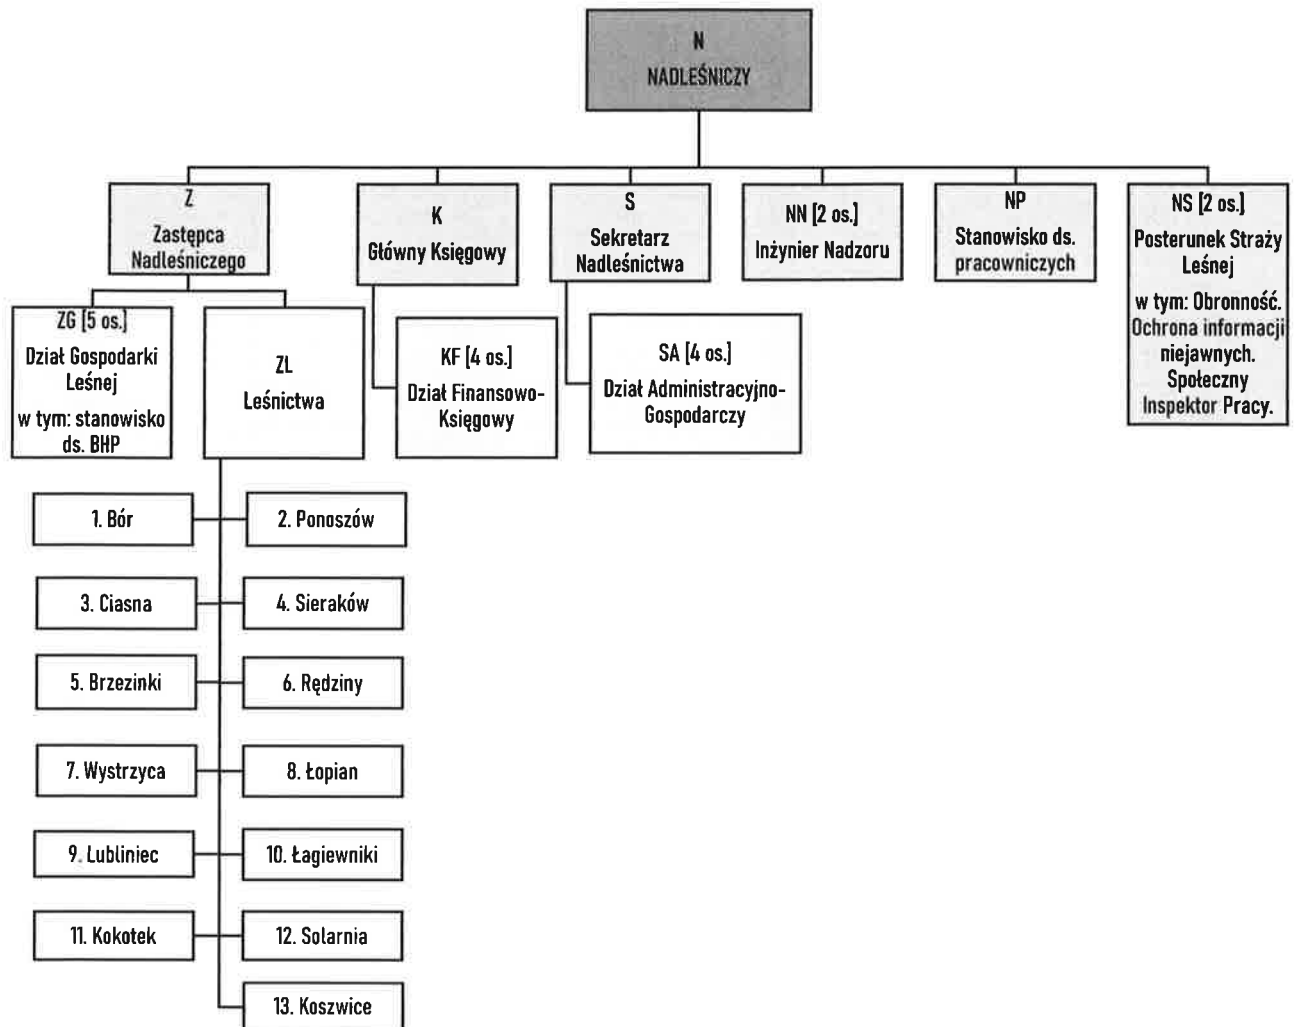 N
NADLEŚNICZY
Z
Zastępca
Nadleśniczego
K
Główny Księgowy
S
Sekretarz
Nadleśnictwa
NN [2 os.]
Inżynier Nadzoru
NP
Stanowisko ds.
pracowniczych
NS [2 os.]
Posterunek Straży
Leśnej
w tym: Obronność.
Ochrona informacji
niejawnych.
Społeczny
Inspektor Pracy.
ZG [5 os.]
Dział Gospodarki
Leśnej
w tym: stanowisko
ds. BHP
ZL
Leśnictwa
KF [4 os.]
Dział Finansowo-
Księgowy
SA [4 os.]
Dział Administracyjno-
Gospodarczy
1. Bór
2. Ponoszów
3. Ciasna
4. Sieraków
5. Brzezinki
6. Rędziny
7. Wystrzyca
8. Łopian
9. Lubliniec
10. Łagiewniki
11. Kokotek
12. Solarnia
13. Koszwice